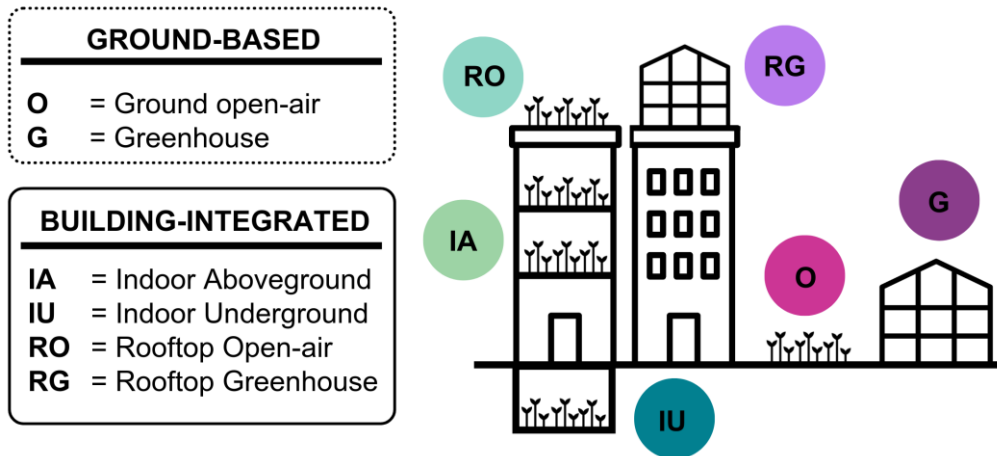 GROUND-BASED
O = Ground open-air
G = Greenhouse
BUILDING-INTEGRATED
IA = Indoor Aboveground
IU = Indoor Underground
RO = Rooftop Open-air
RG = Rooftop Greenhouse
RO
RG
IA
G
O
IU